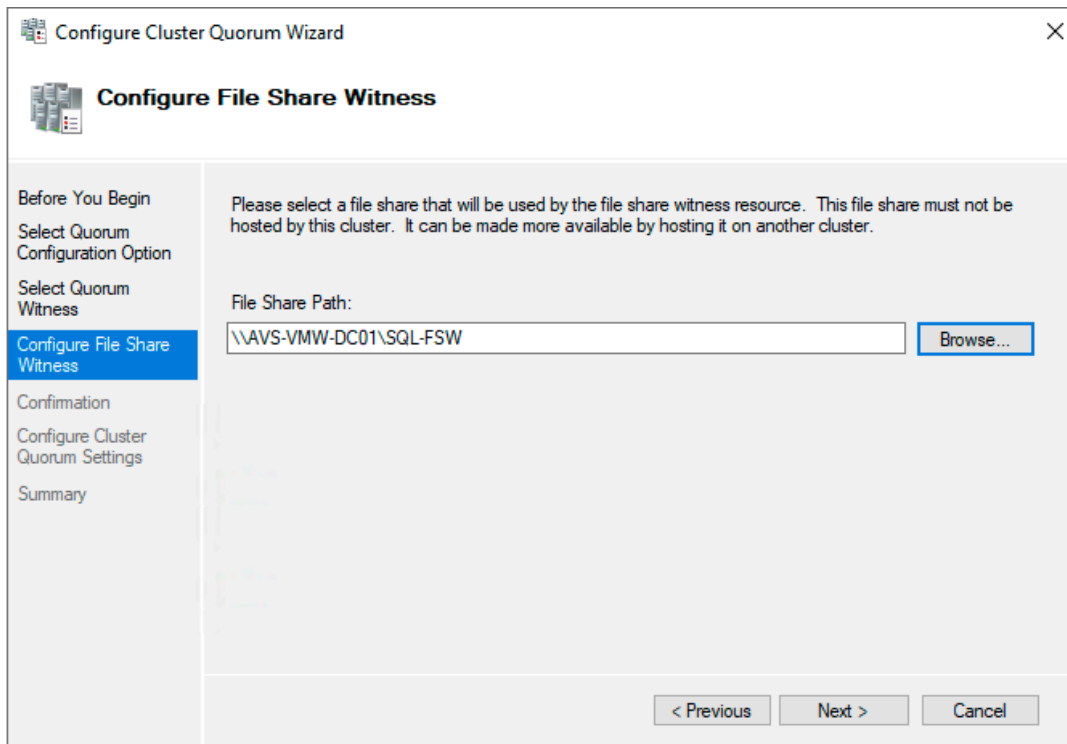 Configure Cluster Quorum Wizard
Configure File Share Witness
Before You Begin
Select Quorum
Configuration Option
Select Quorum
Witness
Configure File Share
Witness
Confirmation
Configure Cluster
Quorum Settings
Summary
Please select a file share that will be used by the file share witness resource.  This file share must not be
hosted by this cluster.  It can be made more available by hosting it on another cluster.
File Share Path:
\\AVS-VMW-DC01\SQL-FSW
Browse...
< Previous
Next >
Cancel